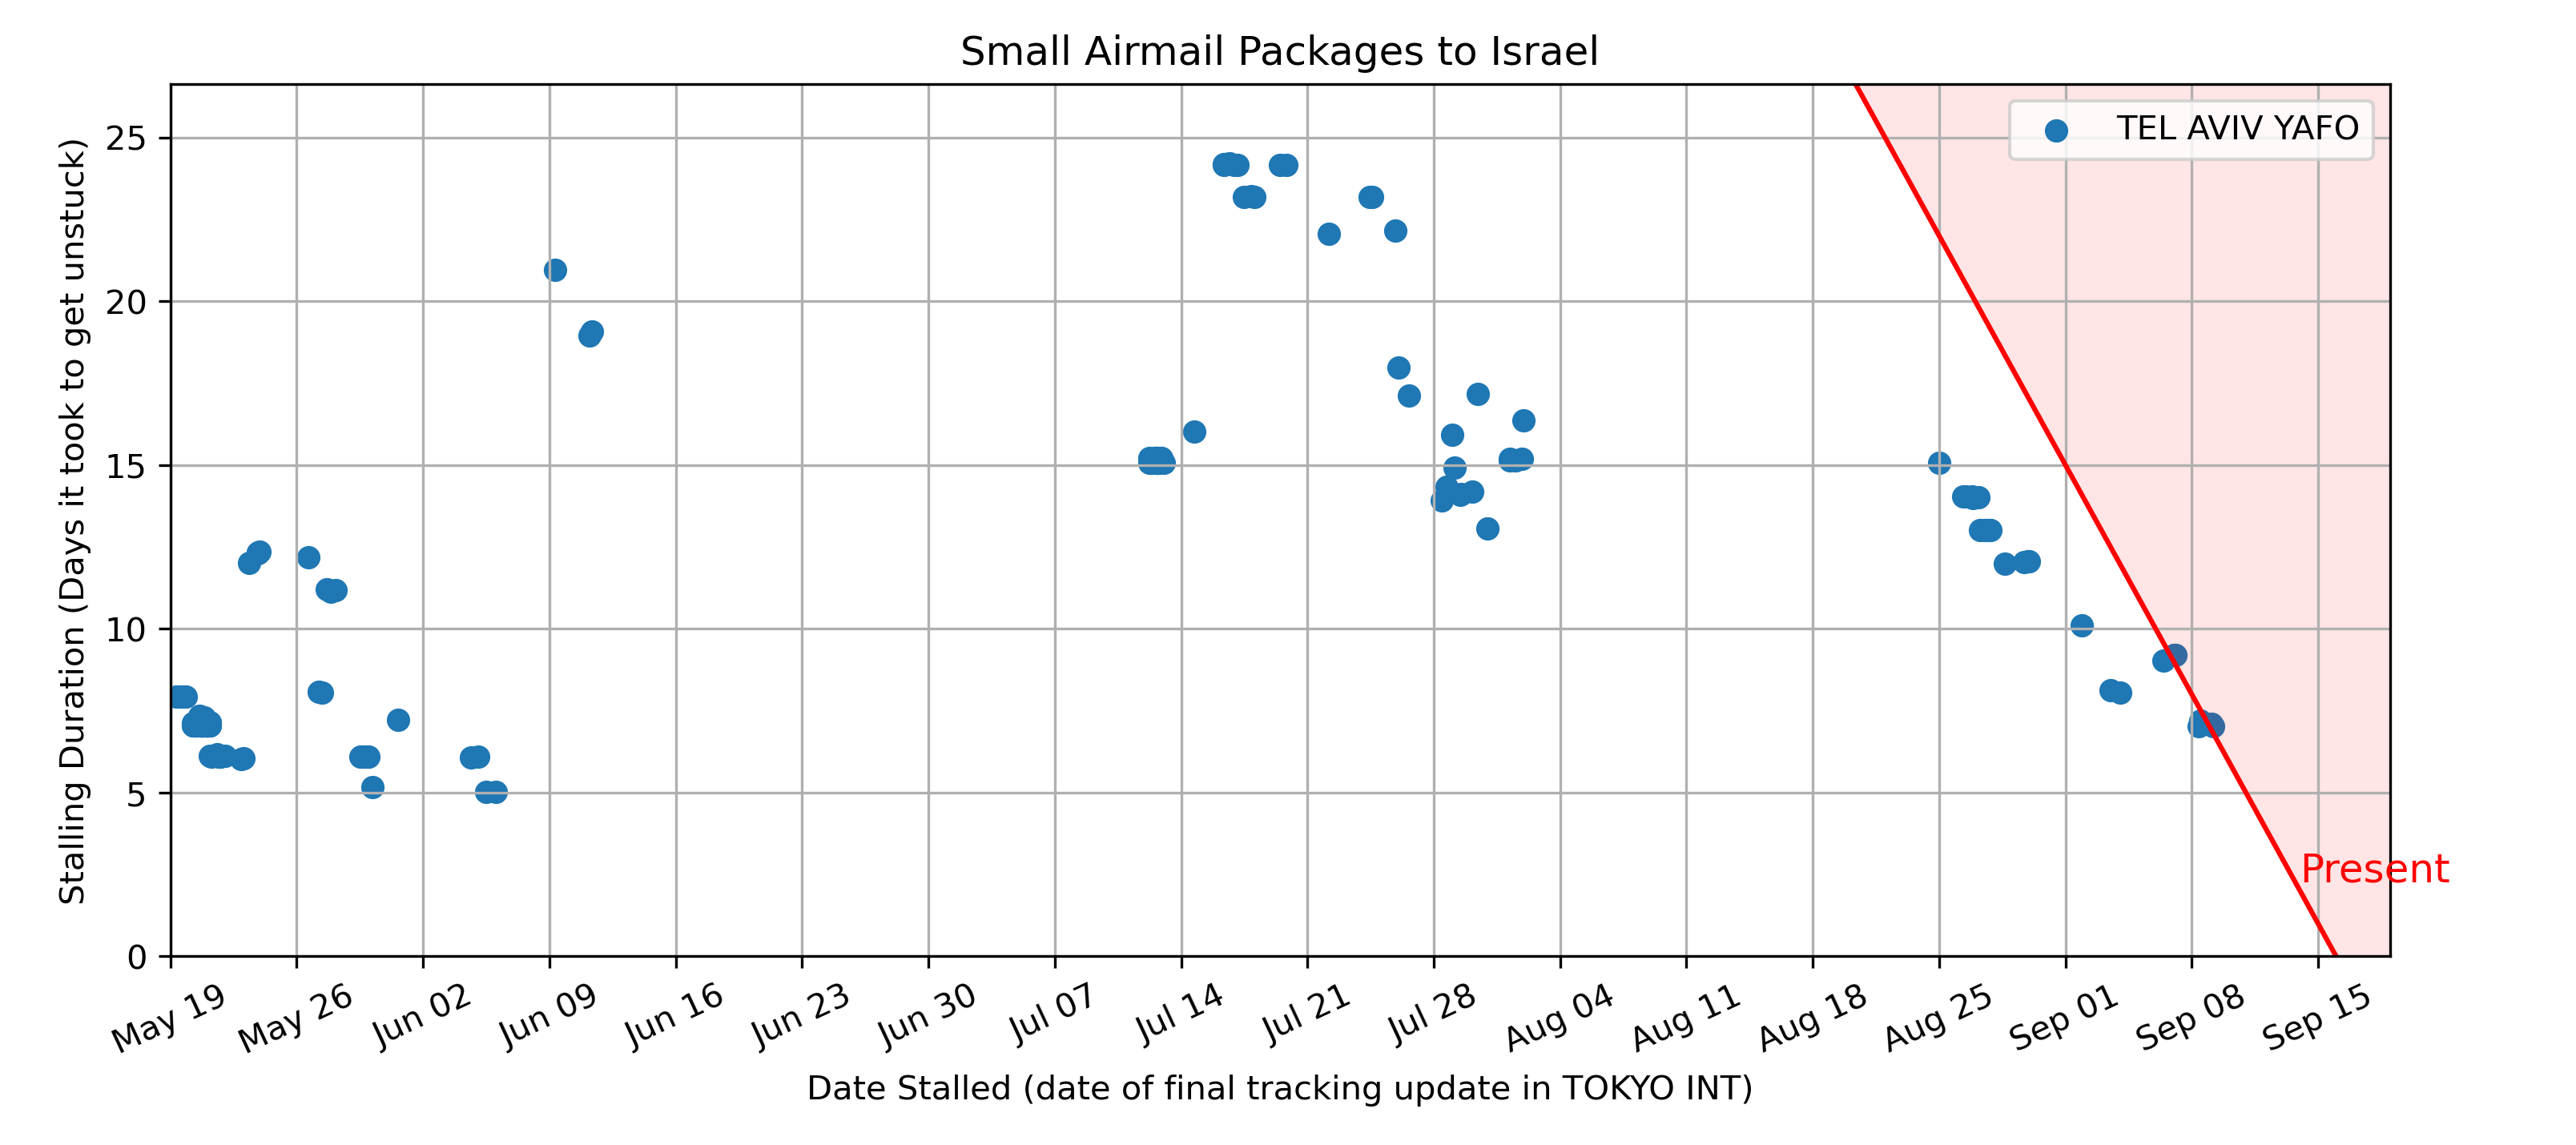 Small Airmail Packages to Israel
TEL AVIV YAFO
Stalling Duration (Days it took to get unstuck)
25
20
15
10
5
0
Present
May 19
May 26
Jun 02
Jun 09
Jun 16
Jun 23
Jun 30
Jul 07
Jul 14
Jul 21
Jul 28
Aug 04
Aug 11
Aug 18
Aug 25
Sep 01
Sep 08
Sep 15
Date Stalled (date of final tracking update in TOKYO INT)